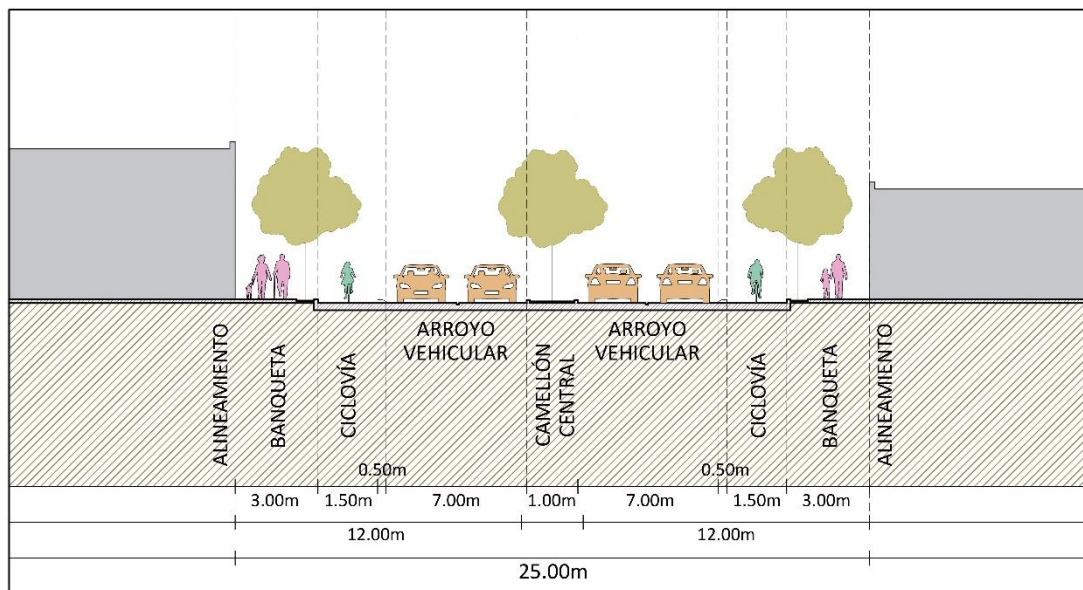 ALINEAMIENTO
BANQUETA
CICLOVÍA
ARROYO
VEHICULAR
CAMELLÓN
CENTRAL
ARROYO
VEHICULAR
CICLOVÍA
BANQUETA
ALINEAMIENTO
0.50m 0.50m
3.00m 1.50m 7.00m 1.00m 7.00m 1.50m 3.00m
12.00m 12.00m
25.00m